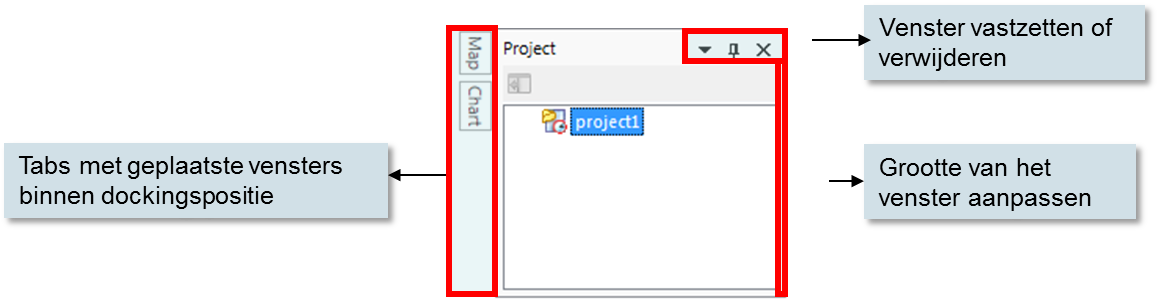 Map
Chart
Project
project1
Venster vastzetten of
verwijderen
Tabs met geplaatste vensters
binnen dockingspositie
Grootte van het
venster aanpassen